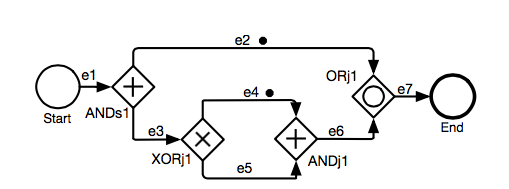 e2
ORj1
e1
e4
e7
Start
ANDs1
e3
e6
End
XORj1
ANDj1
e5